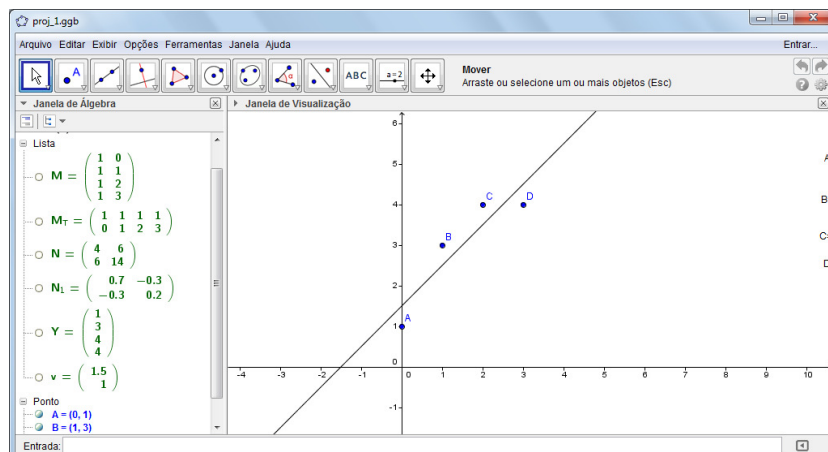 proj_1.ggb
Arquivo Editar Exibir Opções Ferramentas Janela Ajuda
Entrar...
A
ABC
a = 2
α
Mover
Arraste ou selecione um ou mais objetos (Esc)
Janela de Álgebra
Janela de Visualização
Lista
M = ( 1 0
1 1
1 2
1 3 )
M_T = ( 1 1 1 1
0 1 2 3 )
N = ( 4 6
6 14 )
N₁ = ( 0.7 -0.3
-0.3 0.2 )
Y = ( 1
3
4
4 )
v = ( 1.5
1 )
Ponto
A = (0, 1)
B = (1, 3)
6
5
4
3
2
1
0
-1
-4 -3 -2 -1 0 1 2 3 4 5 6 7 8 9 10
A
B
C
D
A
B
C=
D
Entrada: